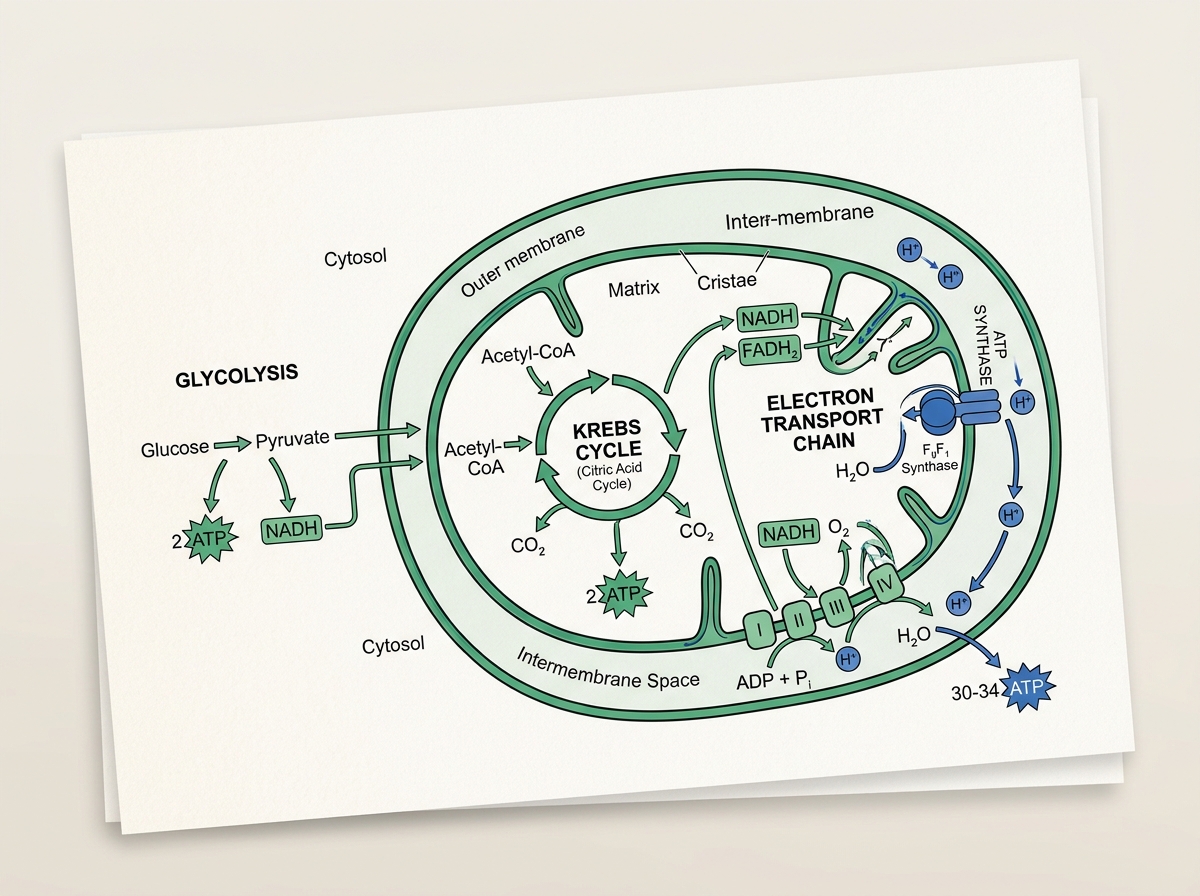 Cytosol
Outer membrane
Matrix
Cristae
H⁺
GLYCOLYSIS
Glucose
Pyruvate
2 ATP
NADH
Acetyl-CoA
Acetyl-
CoA
KREBS
CYCLE
(Citric Acid
Cycle)
CO₂
CO₂
2 ATP
NADH
FADH₂
ELECTRON
TRANSPORT
CHAIN
ATP
SYNTHASE
H⁺
H₂O
F₀F₁
Synthase
H⁺
NADH
O₂
I
II
III
IV
H⁺
H₂O
ADP + Pᵢ
H⁺
30-34 ATP
Cytosol
Intermembrane Space